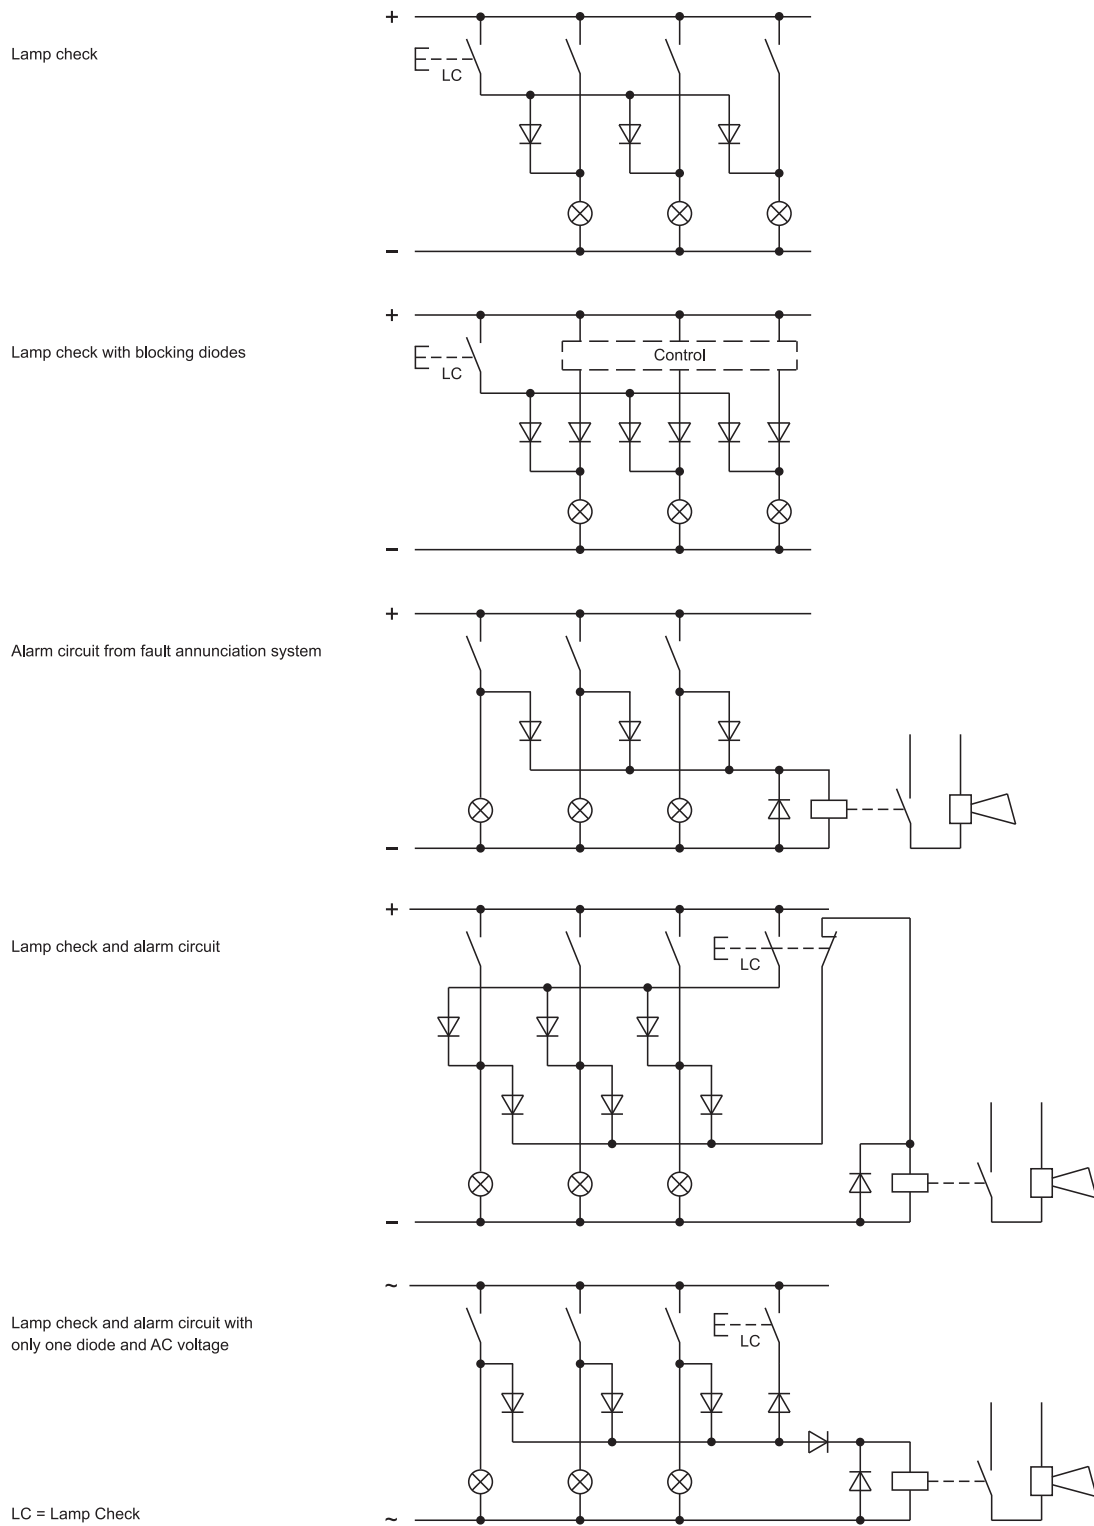 +
Lamp check
LC
–
+
Lamp check with blocking diodes
Control
LC
–
+
Alarm circuit from fault annunciation system
–
+
Lamp check and alarm circuit
LC
–
~
Lamp check and alarm circuit with
only one diode and AC voltage
LC
LC = Lamp Check
~